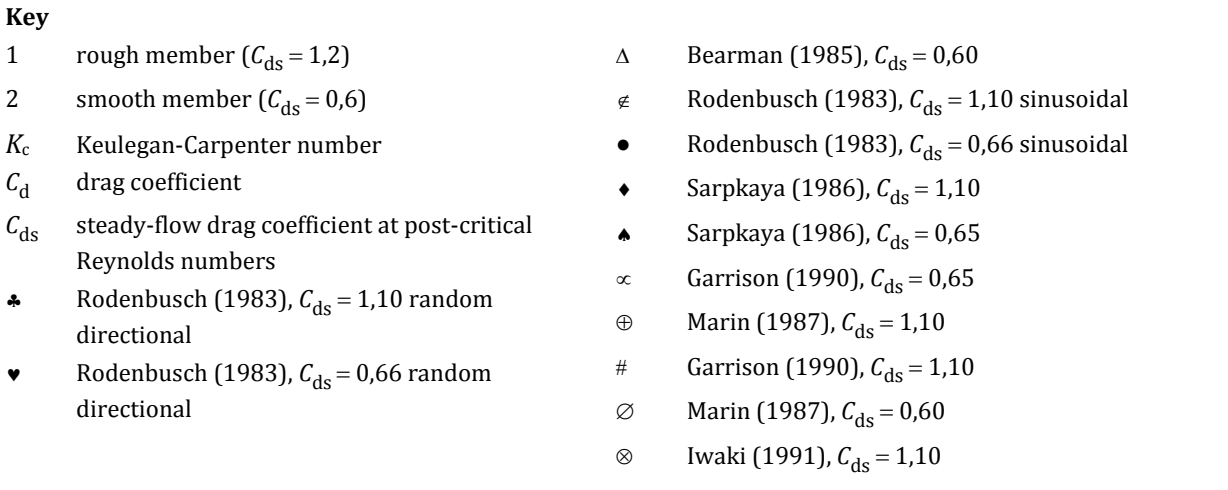 Key
1 rough member (Cds = 1,2)
2 smooth member (Cds = 0,6)
Kc Keulegan-Carpenter number
Cd drag coefficient
Cds steady-flow drag coefficient at post-critical
Reynolds numbers
♣ Rodenbusch (1983), Cds = 1,10 random
directional
♥ Rodenbusch (1983), Cds = 0,66 random
directional
Δ Bearman (1985), Cds = 0,60
∉ Rodenbusch (1983), Cds = 1,10 sinusoidal
● Rodenbusch (1983), Cds = 0,66 sinusoidal
♦ Sarpkaya (1986), Cds = 1,10
♠ Sarpkaya (1986), Cds = 0,65
∝ Garrison (1990), Cds = 0,65
⊕ Marin (1987), Cds = 1,10
# Garrison (1990), Cds = 1,10
∅ Marin (1987), Cds = 0,60
⊗ Iwaki (1991), Cds = 1,10